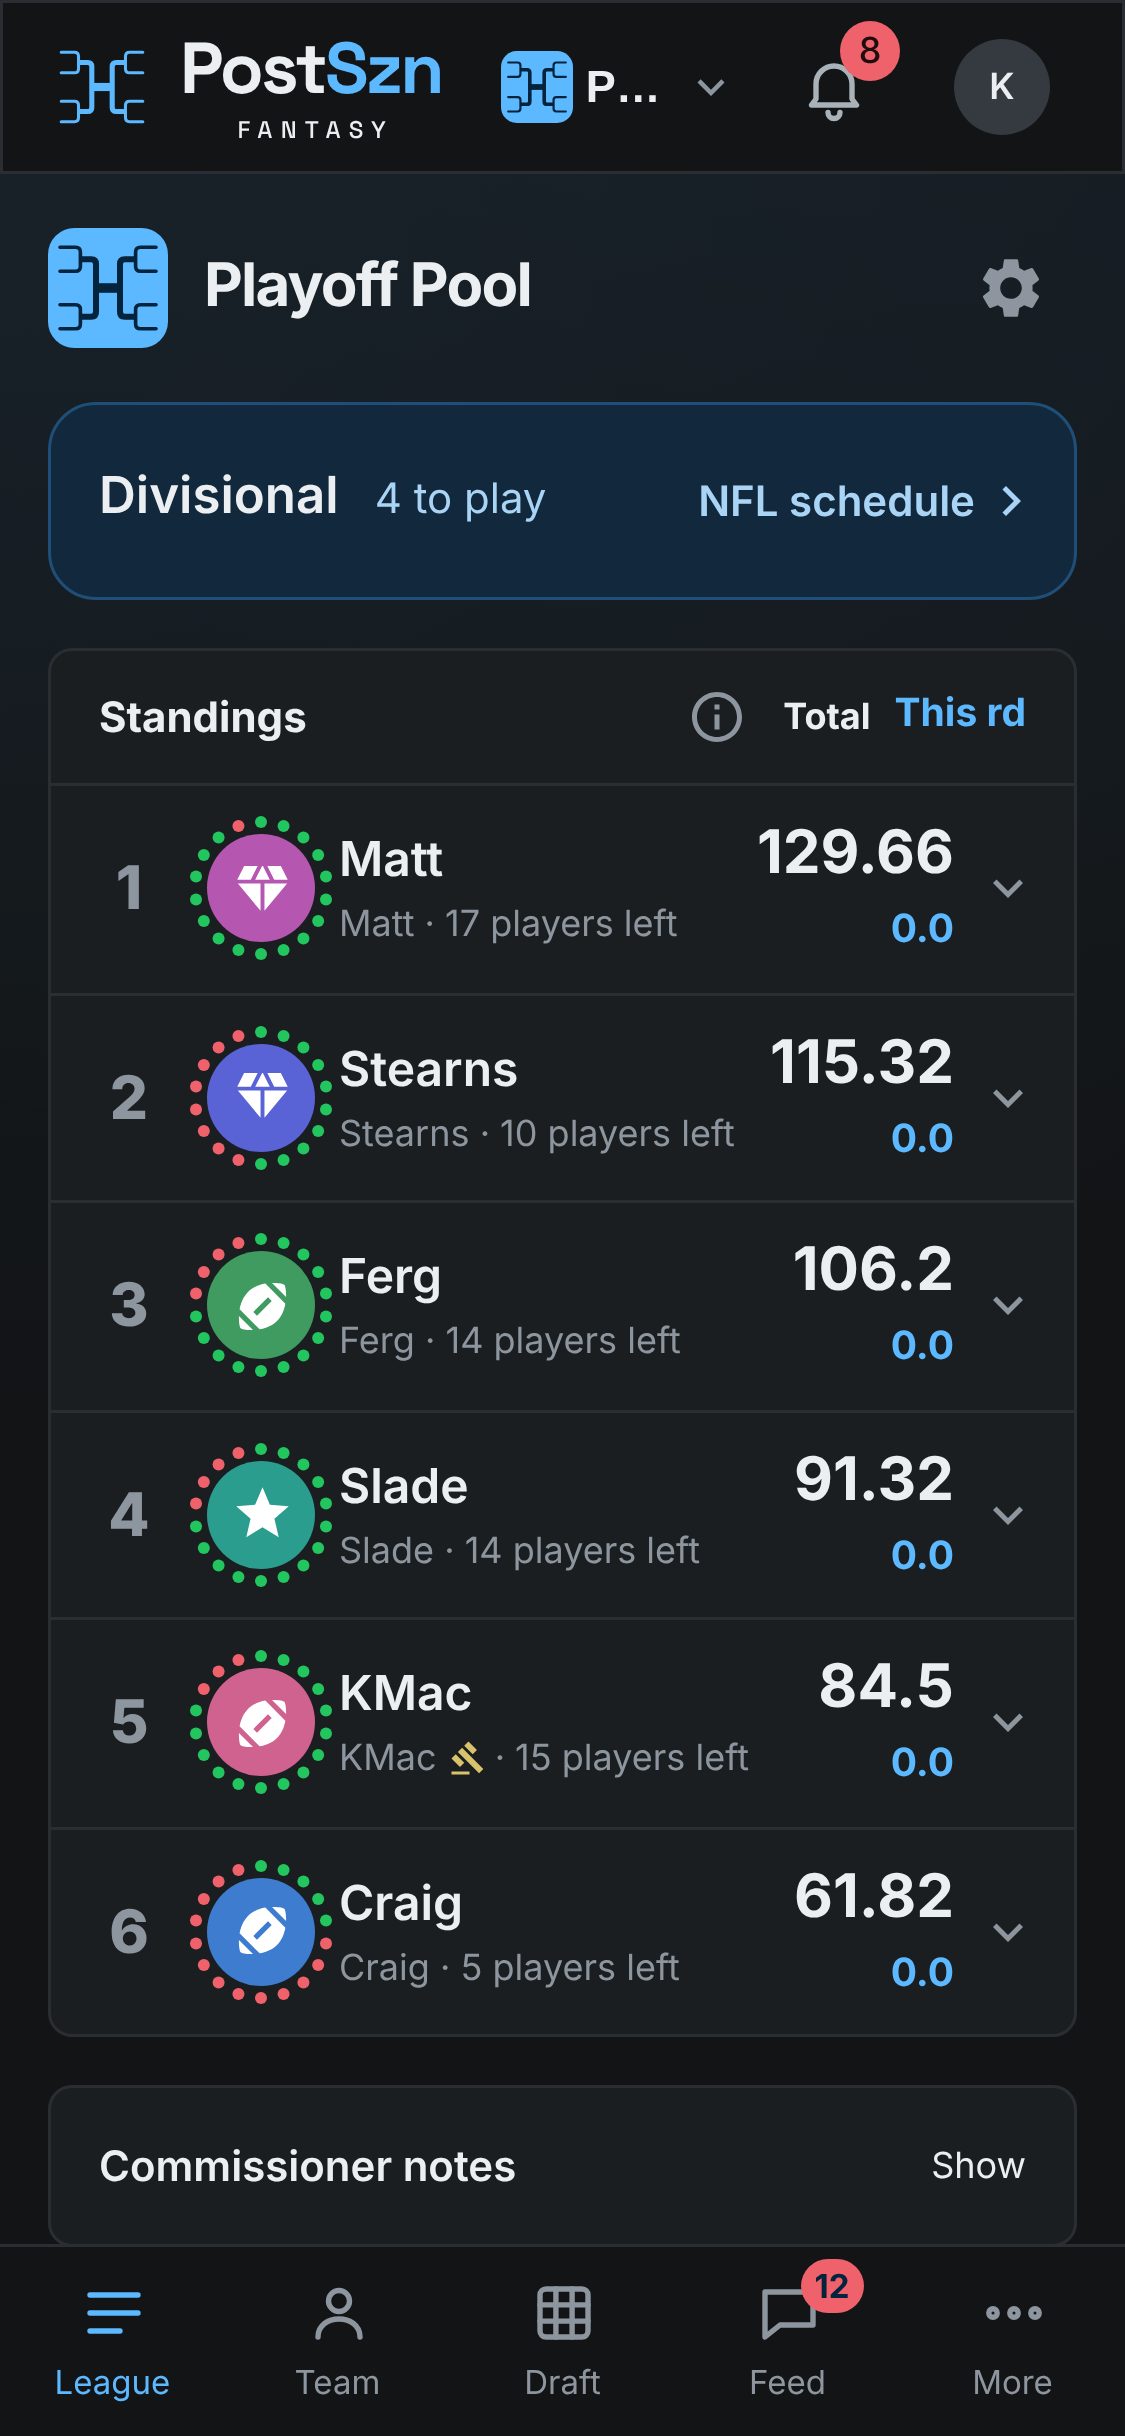 PostSzn
FANTASY
P...
8
K
Playoff Pool
Divisional 4 to play NFL schedule
Standings Total This rd
1 Matt 129.66
Matt · 17 players left 0.0
2 Stearns 115.32
Stearns · 10 players left 0.0
3 Ferg 106.2
Ferg · 14 players left 0.0
4 Slade 91.32
Slade · 14 players left 0.0
5 KMac 84.5
KMac · 15 players left 0.0
6 Craig 61.82
Craig · 5 players left 0.0
Commissioner notes Show
12
League Team Draft Feed More